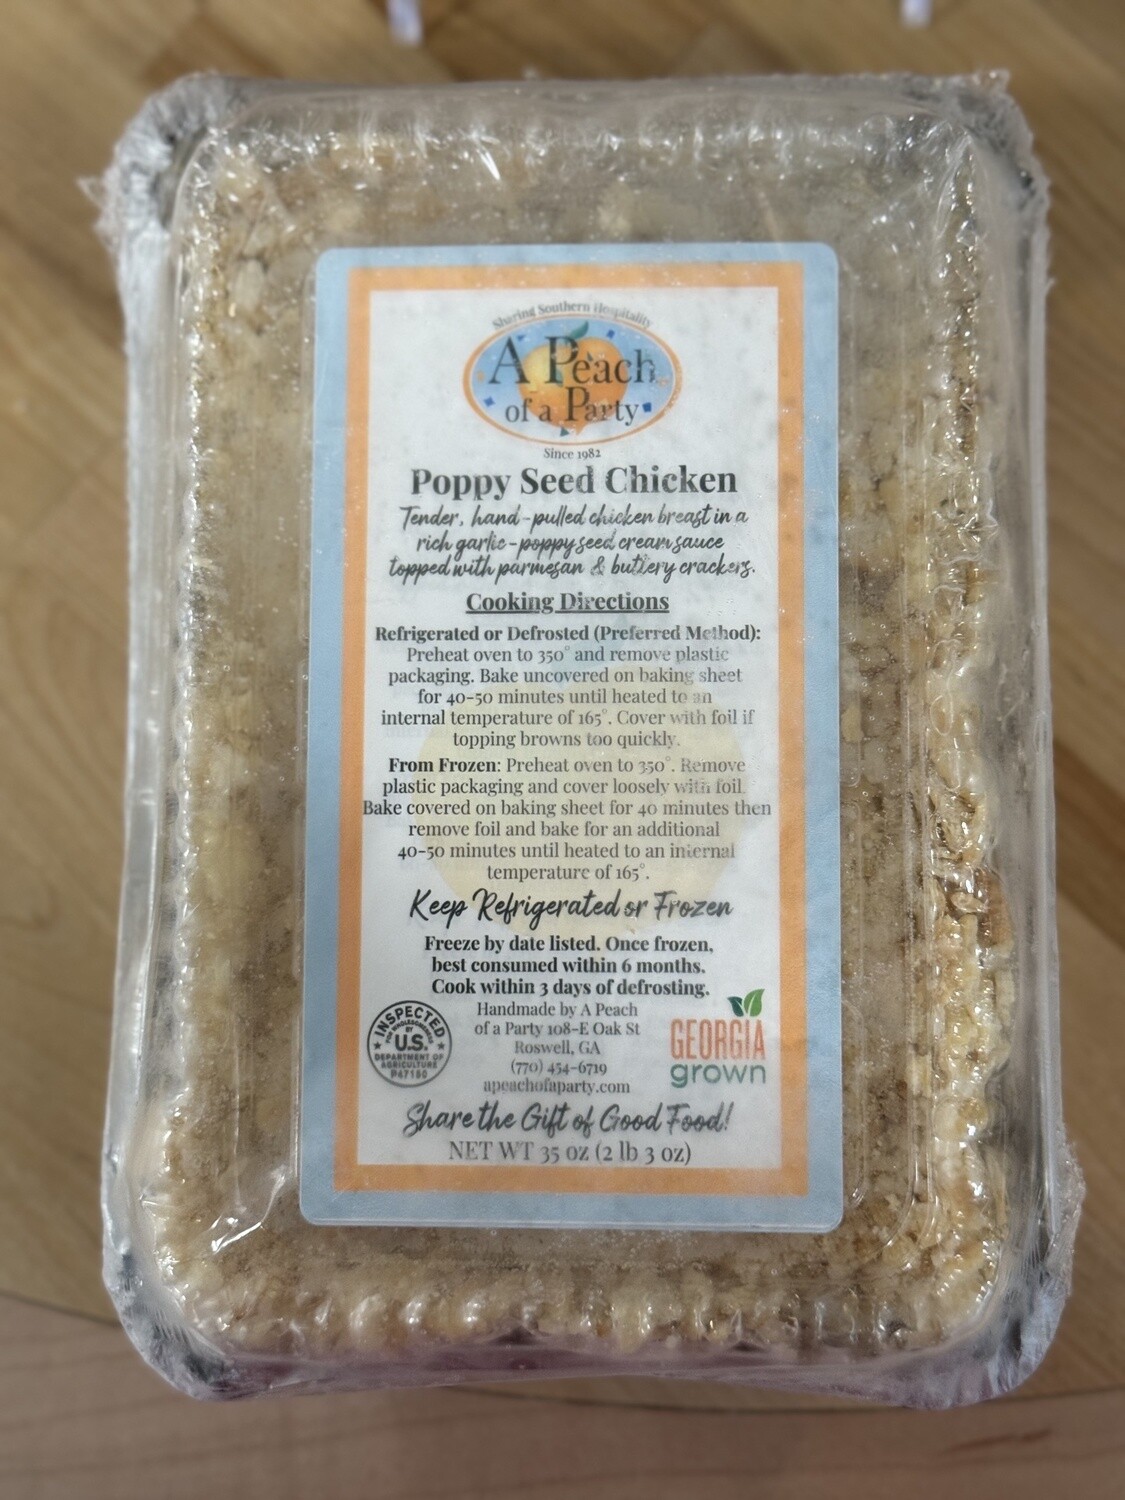 Sharing Southern Hospitality
A Peach
of a Party
Since 1982
Poppy Seed Chicken
Tender, hand-pulled chicken breast in a
rich garlic-poppyseed cream sauce
topped with parmesan & buttery crackers.
Cooking Directions
Refrigerated or Defrosted (Preferred Method):
Preheat oven to 350° and remove plastic
packaging. Bake uncovered on baking sheet
for 40-50 minutes until heated to an
internal temperature of 165°. Cover with foil if
topping browns too quickly.
From Frozen: Preheat oven to 350°. Remove
plastic packaging and cover loosely with foil.
Bake covered on baking sheet for 40 minutes then
remove foil and bake for an additional
40-50 minutes until heated to an internal
temperature of 165°.
Keep Refrigerated or Frozen
Freeze by date listed. Once frozen,
best consumed within 6 months.
Cook within 3 days of defrosting.
INSPECTED
FOR WHOLESOMENESS
BY
U.S.
DEPARTMENT OF
AGRICULTURE
P47180
Handmade by A Peach
of a Party 108-E Oak St
Roswell, GA
(770) 454-6719
apeachofaparty.com
GEORGIA
grown
Share the Gift of Good Food!
NET WT 35 oz (2 lb 3 oz)